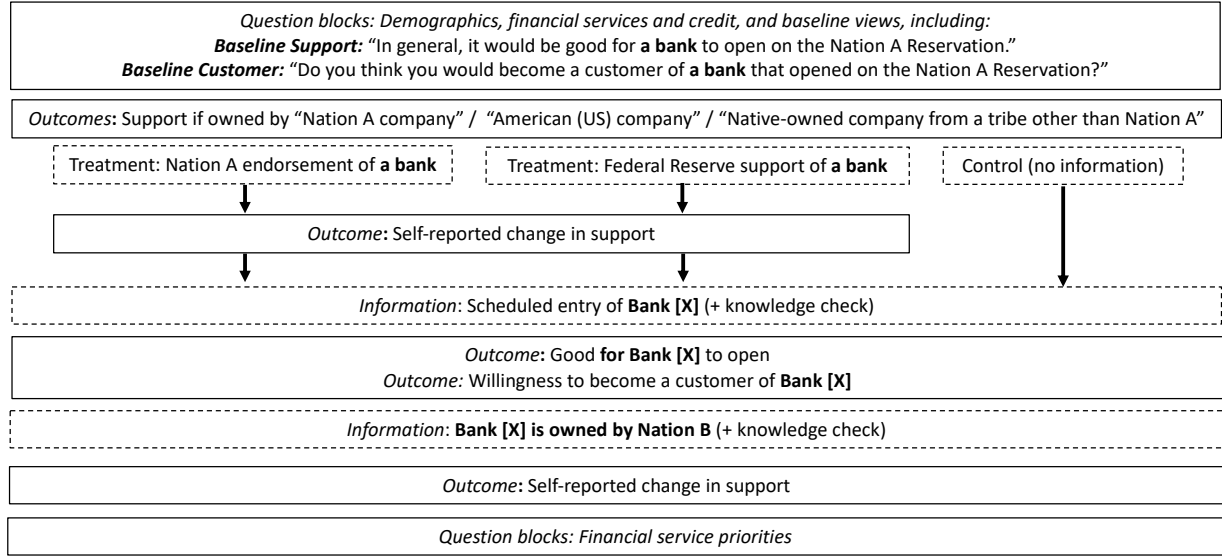 Question blocks: Demographics, financial services and credit, and baseline views, including:
Baseline Support: “In general, it would be good for a bank to open on the Nation A Reservation.”
Baseline Customer: “Do you think you would become a customer of a bank that opened on the Nation A Reservation?”
Outcomes: Support if owned by “Nation A company” / “American (US) company” / “Native-owned company from a tribe other than Nation A”
Treatment: Nation A endorsement of a bank
Treatment: Federal Reserve support of a bank
Control (no information)
Outcome: Self-reported change in support
Information: Scheduled entry of Bank [X] (+ knowledge check)
Outcome: Good for Bank [X] to open
Outcome: Willingness to become a customer of Bank [X]
Information: Bank [X] is owned by Nation B (+ knowledge check)
Outcome: Self-reported change in support
Question blocks: Financial service priorities